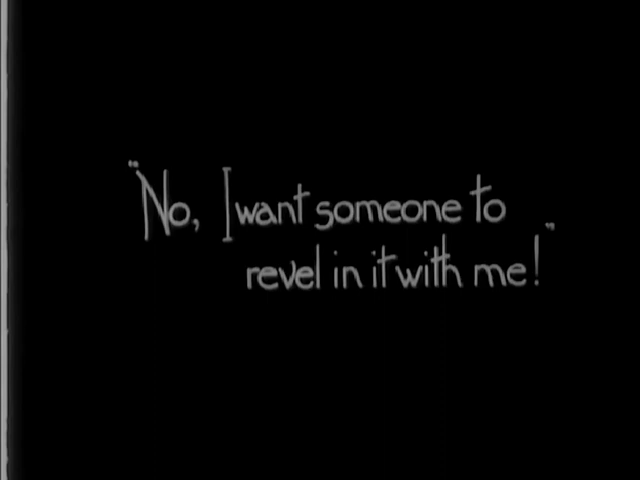 "No, I want someone to
revel in it with me!"